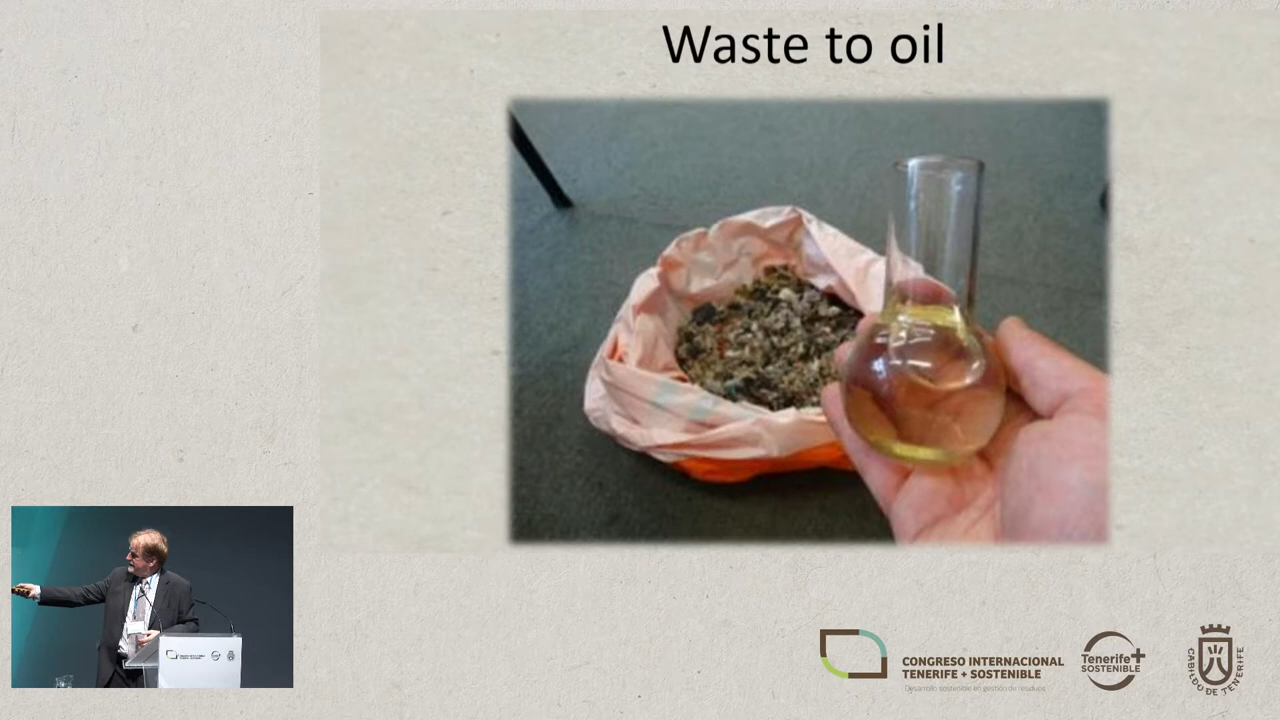 Waste to oil
CONGRESO INTERNACIONAL
TENERIFE + SOSTENIBLE
Desarrollo sostenible en gestión de residuos
Tenerife+
SOSTENIBLE
CABILDO DE TENERIFE